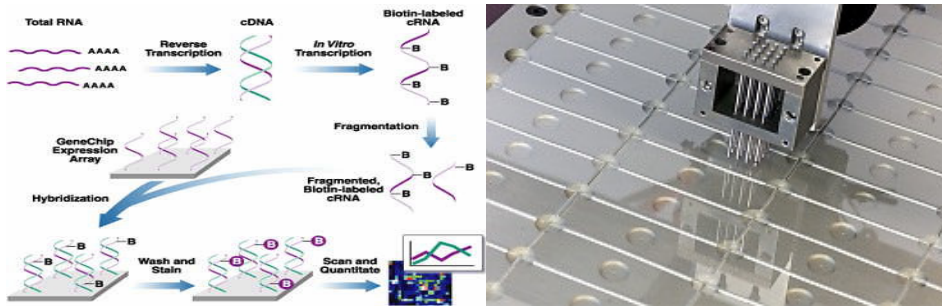 Total RNA
AAAA
AAAA
AAAA
Reverse
Transcription
cDNA
In Vitro
Transcription
Biotin-labeled
cRNA
B
B
B
B
Fragmentation
GeneChip
Expression
Array
B
B
B
Fragmented,
Biotin-labeled
cRNA
Hybridization
B
B
B
B
Wash and
Stain
B
B
B
B
Scan and
Quantitate